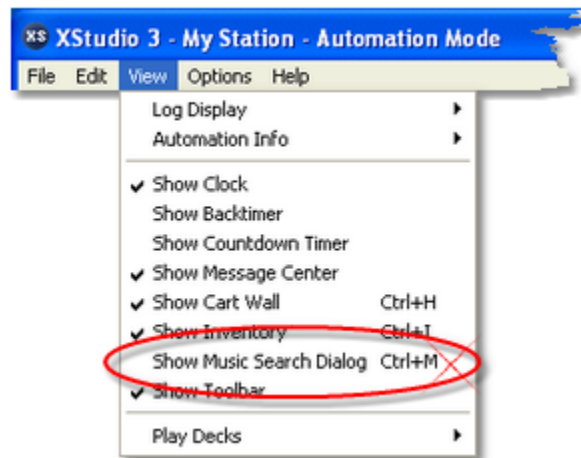 XS XStudio 3 - My Station - Automation Mode
File Edit View Options Help
Log Display
Automation Info
Show Clock
Show Backtimer
Show Countdown Timer
Show Message Center
Show Cart Wall Ctrl+H
Show Inventory Ctrl+I
Show Music Search Dialog Ctrl+M
Show Toolbar
Play Decks